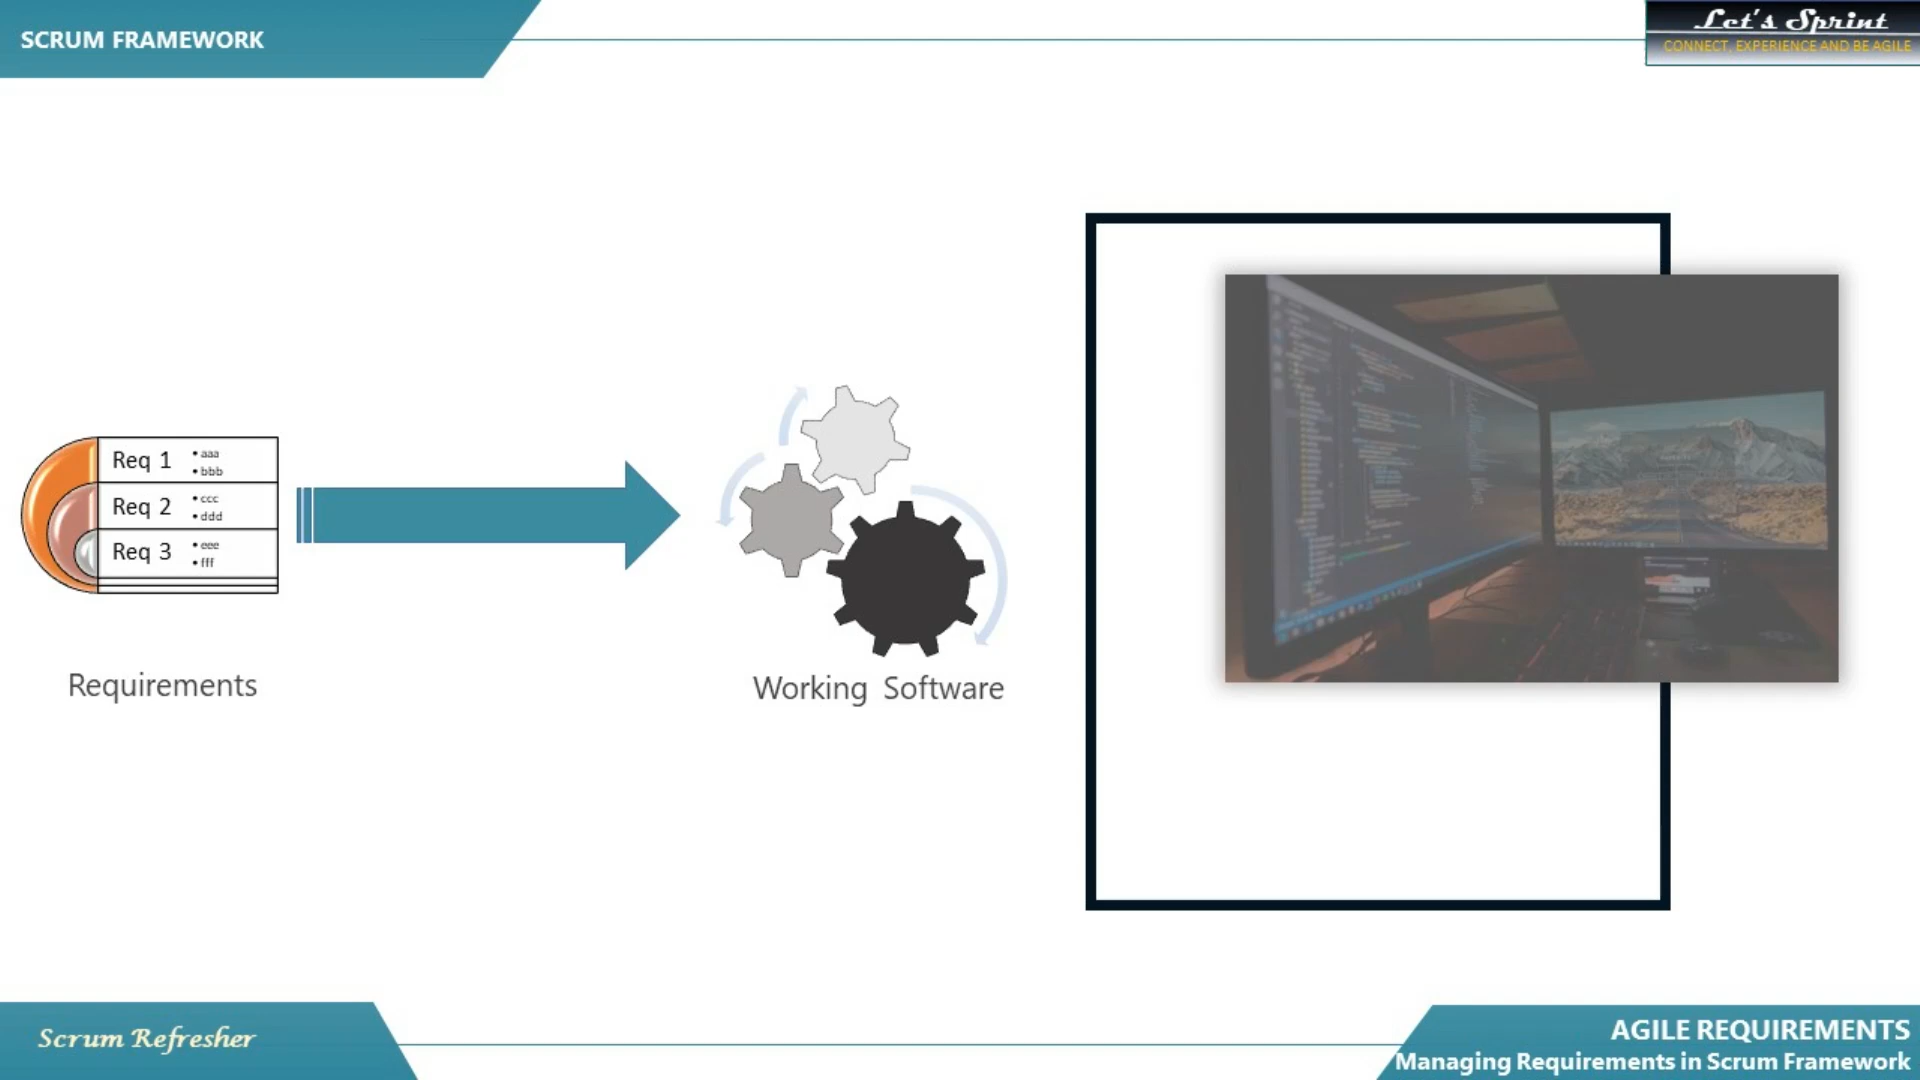 SCRUM FRAMEWORK
Let's Sprint
CONNECT, EXPERIENCE AND BE AGILE
Req 1
• aaa
• bbb
Req 2
• ccc
• ddd
Req 3
• eee
• fff
Requirements
Working Software
Scrum Refresher
AGILE REQUIREMENTS
Managing Requirements in Scrum Framework